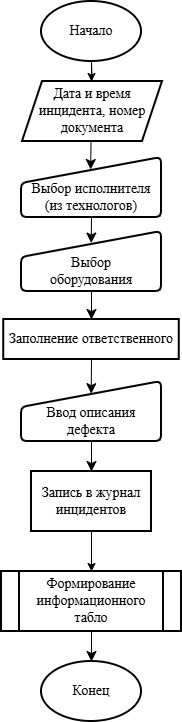 Начало
Дата и время
инцидента, номер
документа
Выбор исполнителя
(из технологов)
Выбор
оборудования
Заполнение ответственного
Ввод описания
дефекта
Запись в журнал
инцидентов
Формирование
информационного
табло
Конец